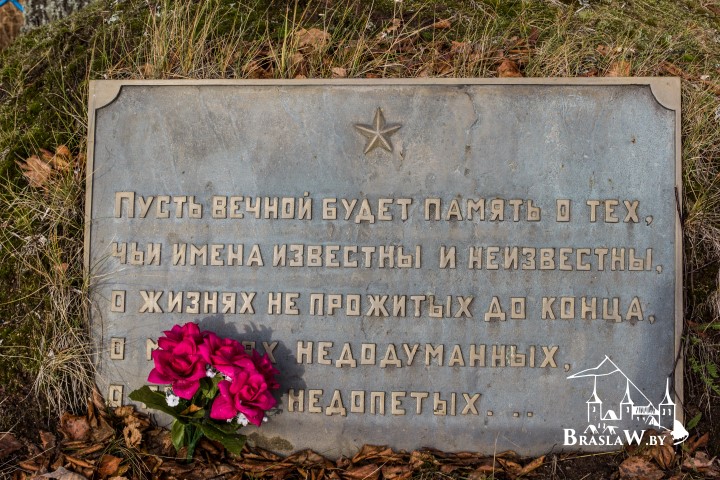 Пусть вечной будет память о тех,
чьи имена известны и неизвестны,
о жизнях не прожитых до конца,
о недодуманных,
о недопетых...
BRASLAW.BY